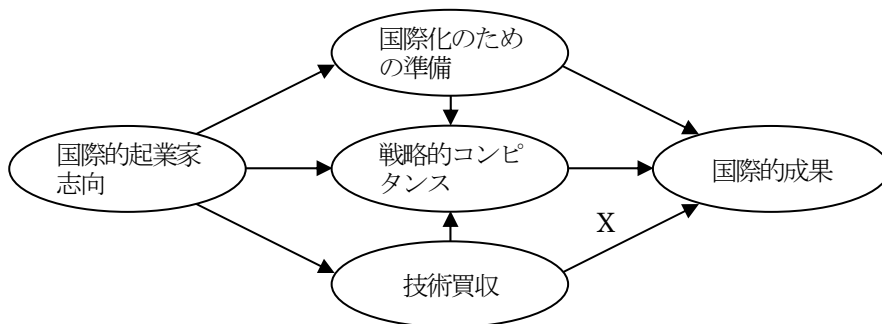 国際化のため
の準備
国際的起業家
志向
戦略的コンピ
タンス
国際的成果
X
技術買収